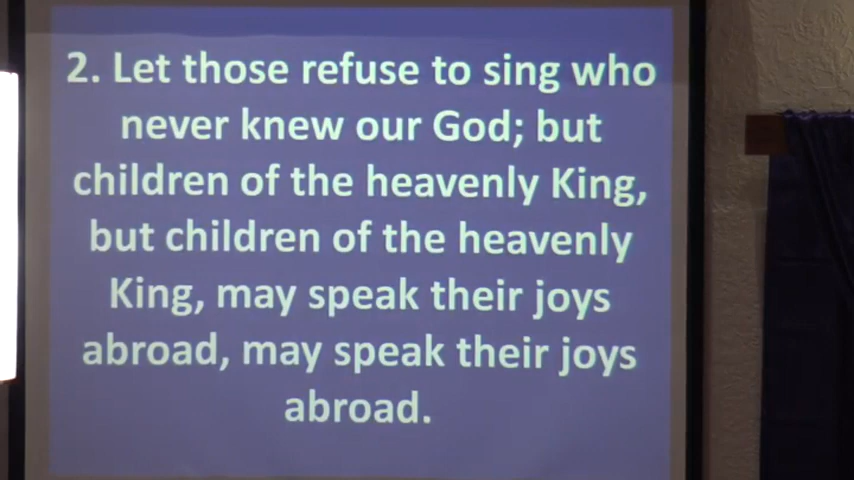 2. Let those refuse to sing who
never knew our God; but
children of the heavenly King,
but children of the heavenly
King, may speak their joys
abroad, may speak their joys
abroad.